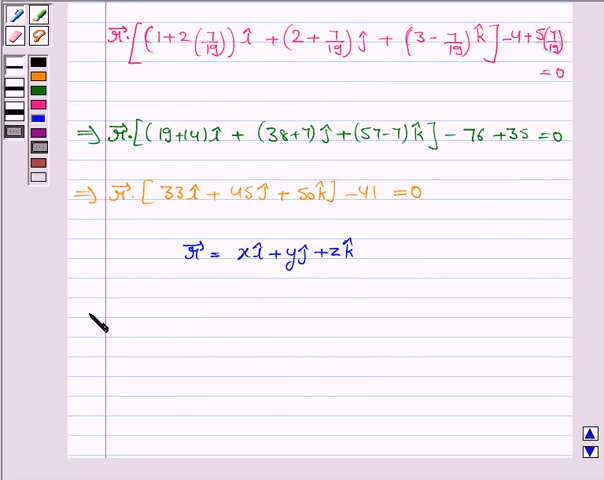 r⃗·[(1+2(7/19))î +(2+7/19)ĵ + (3-7/19)k̂]-4+5(7/19)
=0
⇒ r⃗·[(19+14)î + (38+7)ĵ+(57-7)k̂] - 76 +35 =0
⇒ r⃗·[ 33î + 45ĵ + 50k̂] -41 =0
r⃗ = xî+yĵ+zk̂